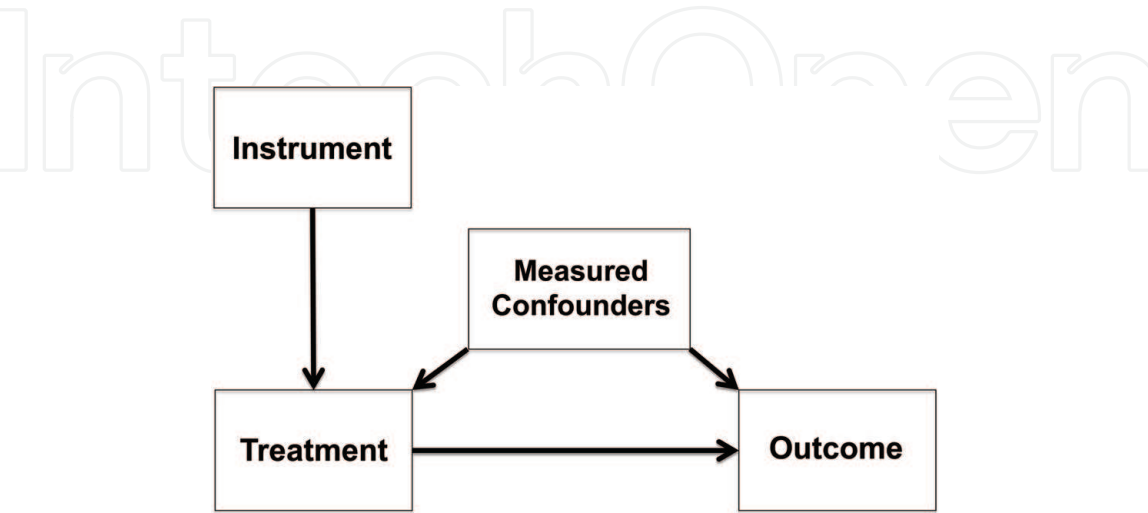 IntechOpen
Instrument
Measured
Confounders
Treatment
Outcome